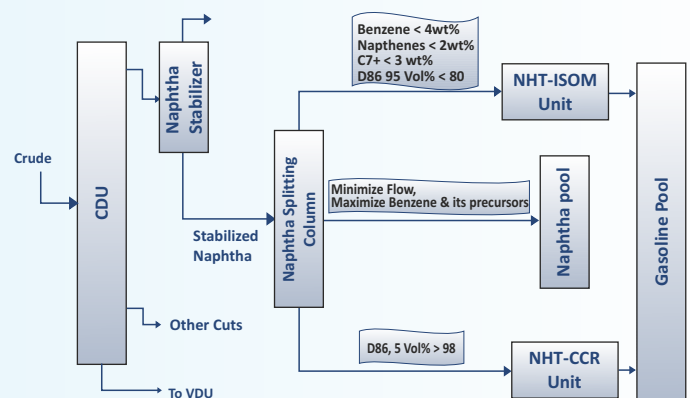 Benzene < 4wt%
Napthenes < 2wt%
C7+ < 3 wt%
D86 95 Vol% < 80
NHT-ISOM
Unit
Naphtha
Stabilizer
Crude
CDU
Minimize Flow,
Maximize Benzene & its precursors
Naphtha Splitting
Column
Naphtha pool
Gasoline Pool
Stabilized
Naphtha
Other Cuts
D86, 5 Vol% > 98
NHT-CCR
Unit
To VDU